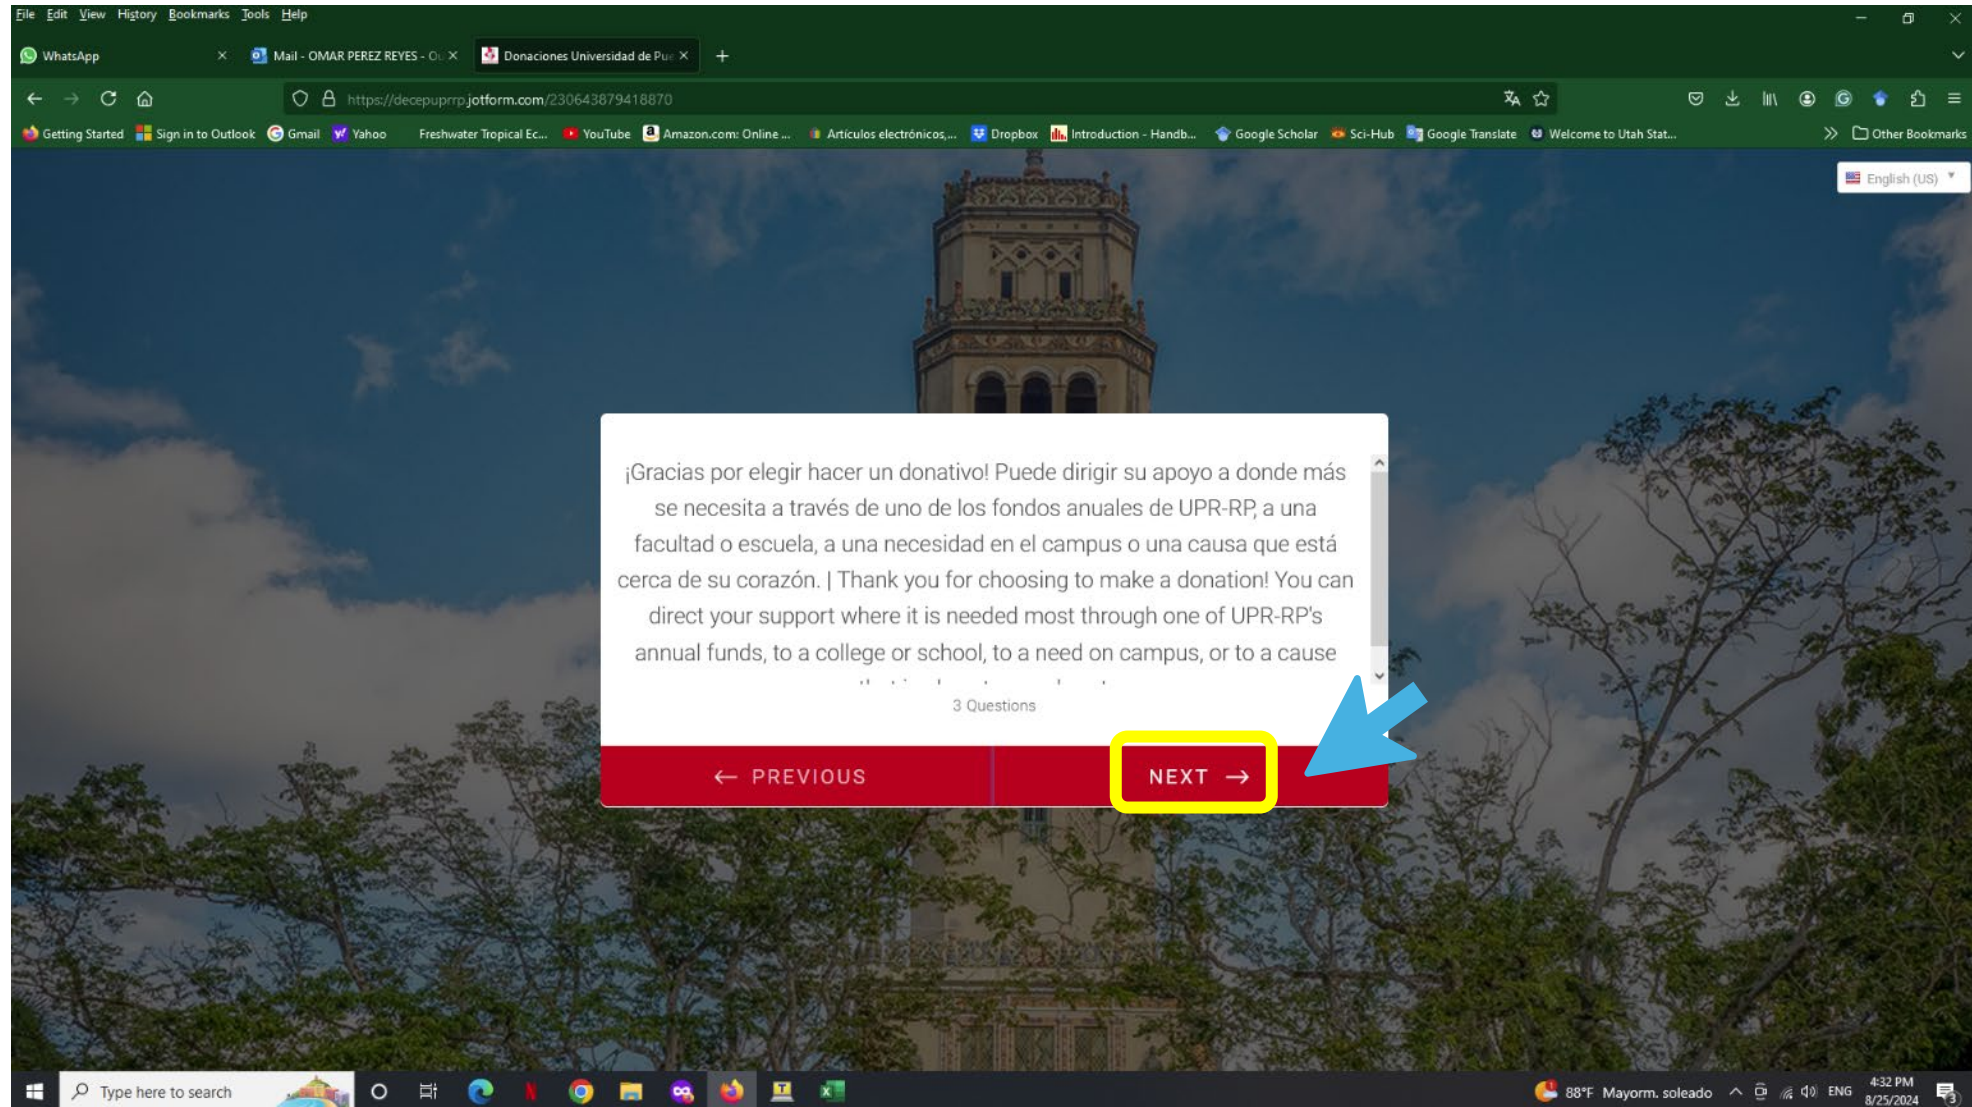 File Edit View History Bookmarks Tools Help
WhatsApp
Mail - OMAR PEREZ REYES - Ou
Donaciones Universidad de Pue
https://decepuprrp.jotform.com/230643879418870
Getting Started Sign in to Outlook Gmail Yahoo Freshwater Tropical Ec... YouTube Amazon.com: Online ... Artículos electrónicos,... Dropbox Introduction - Handb... Google Scholar Sci-Hub Google Translate Welcome to Utah Stat... Other Bookmarks
English (US)
¡Gracias por elegir hacer un donativo! Puede dirigir su apoyo a donde más
se necesita a través de uno de los fondos anuales de UPR-RP, a una
facultad o escuela, a una necesidad en el campus o una causa que está
cerca de su corazón. | Thank you for choosing to make a donation! You can
direct your support where it is needed most through one of UPR-RP's
annual funds, to a college or school, to a need on campus, or to a cause
3 Questions
← PREVIOUS
NEXT →
Type here to search
88°F Mayorm. soleado
ENG
4:32 PM
8/25/2024
3